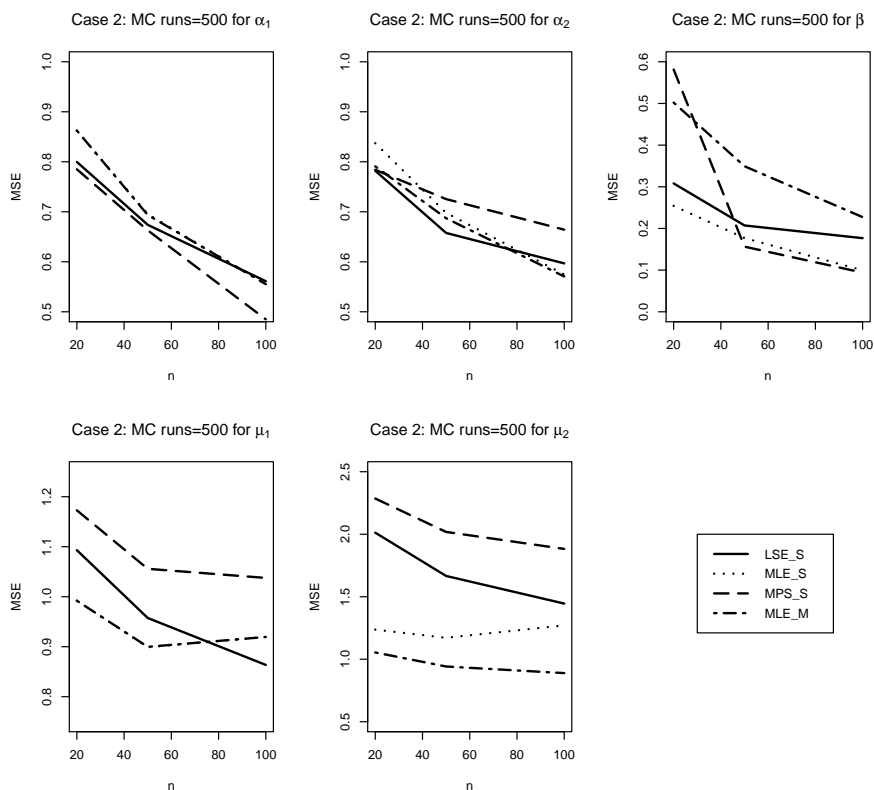 Case 2: MC runs=500 for α₁
MSE
1.0
0.9
0.8
0.7
0.6
0.5
20 40 60 80 100
n
Case 2: MC runs=500 for α₂
MSE
1.0
0.9
0.8
0.7
0.6
0.5
20 40 60 80 100
n
Case 2: MC runs=500 for β
MSE
0.6
0.5
0.4
0.3
0.2
0.1
0.0
20 40 60 80 100
n
Case 2: MC runs=500 for μ₁
MSE
1.2
1.1
1.0
0.9
0.8
20 40 60 80 100
n
Case 2: MC runs=500 for μ₂
MSE
2.5
2.0
1.5
1.0
0.5
20 40 60 80 100
n
LSE_S
MLE_S
MPS_S
MLE_M